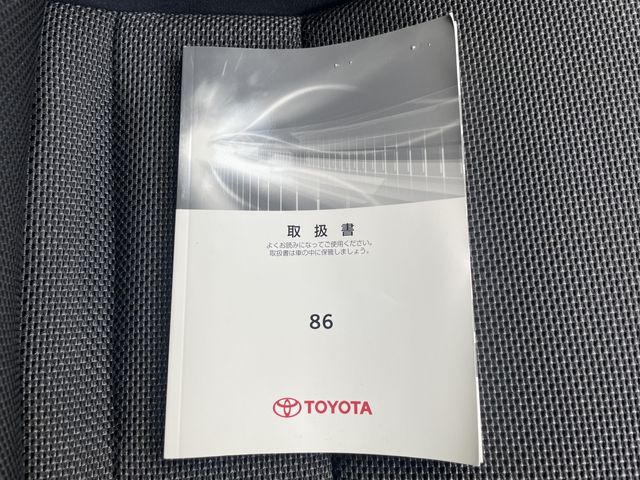 取扱書
よくお読みになってご使用ください。
取扱書は車の中に保管しましょう。
86
TOYOTA